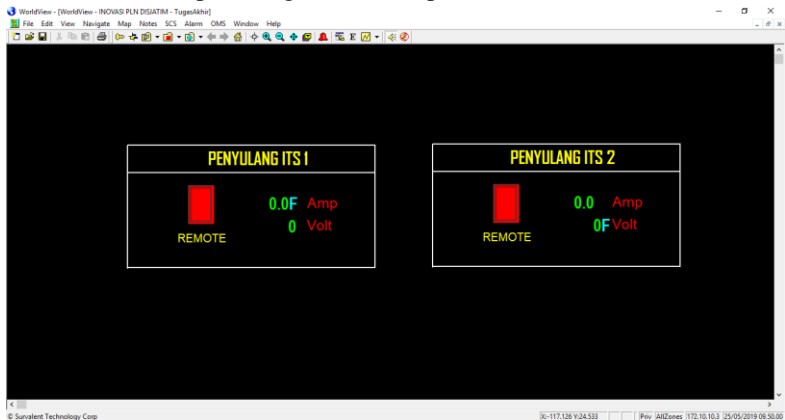 WorldView - [WorldView - INOVASI PLN DISJATIM - TugasAkhir]
File Edit View Navigate Map Notes SCS Alarm OMS Window Help
PENYULANG ITS 1
0.0F Amp
0 Volt
REMOTE
PENYULANG ITS 2
0.0 Amp
0F Volt
REMOTE
© Survalent Technology Corp
X:-117,126 Y:24.533 Priv AllZones 172.10.10.3 25/05/2019 09.50.00